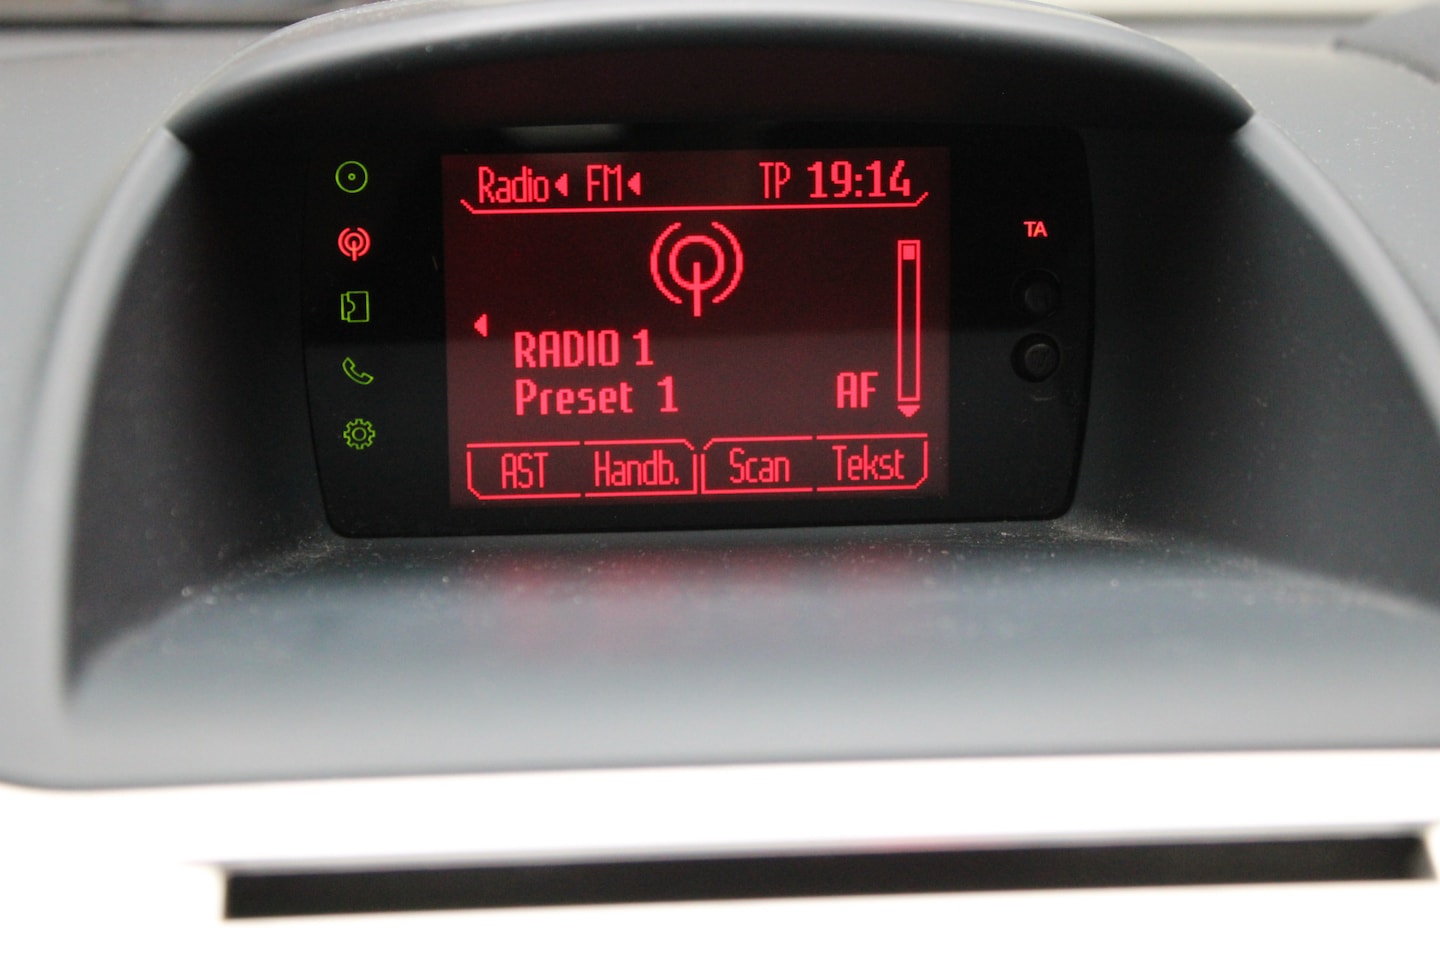 Radio FM TP 19:14
TA
RADIO 1
Preset 1 AF
AST Handb. Scan Tekst